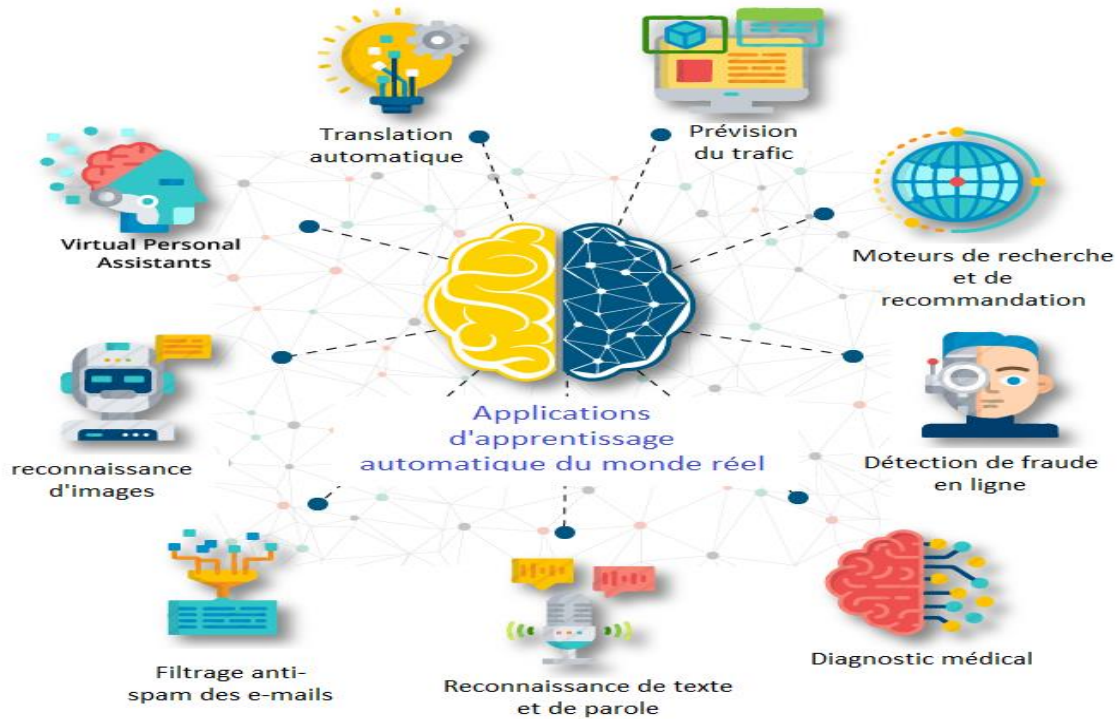 Translation
automatique
Prévision
du trafic
Virtual Personal
Assistants
Moteurs de recherche
et de
recommandation
reconnaissance
d'images
Applications
d'apprentissage
automatique du monde réel
Détection de fraude
en ligne
Filtrage anti-
spam des e-mails
Reconnaissance de texte
et de parole
Diagnostic médical